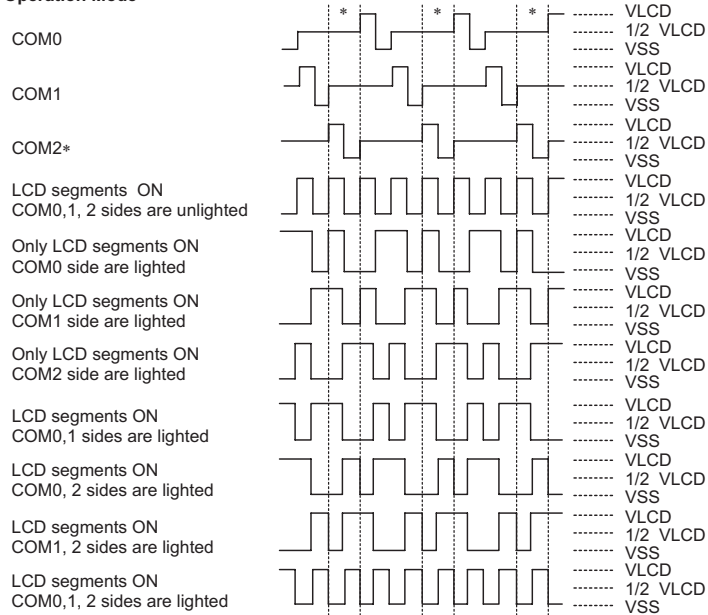 Operation Mode
* * *
VLCD
COM0
1/2 VLCD
VSS
VLCD
COM1
1/2 VLCD
VSS
VLCD
COM2*
1/2 VLCD
VSS
LCD segments ON
COM0,1, 2 sides are unlighted
VLCD
1/2 VLCD
VSS
Only LCD segments ON
COM0 side are lighted
VLCD
1/2 VLCD
VSS
Only LCD segments ON
COM1 side are lighted
VLCD
1/2 VLCD
VSS
Only LCD segments ON
COM2 side are lighted
VLCD
1/2 VLCD
VSS
LCD segments ON
COM0,1 sides are lighted
VLCD
1/2 VLCD
VSS
LCD segments ON
COM0, 2 sides are lighted
VLCD
1/2 VLCD
VSS
LCD segments ON
COM1, 2 sides are lighted
VLCD
1/2 VLCD
VSS
LCD segments ON
COM0,1, 2 sides are lighted
VLCD
1/2 VLCD
VSS